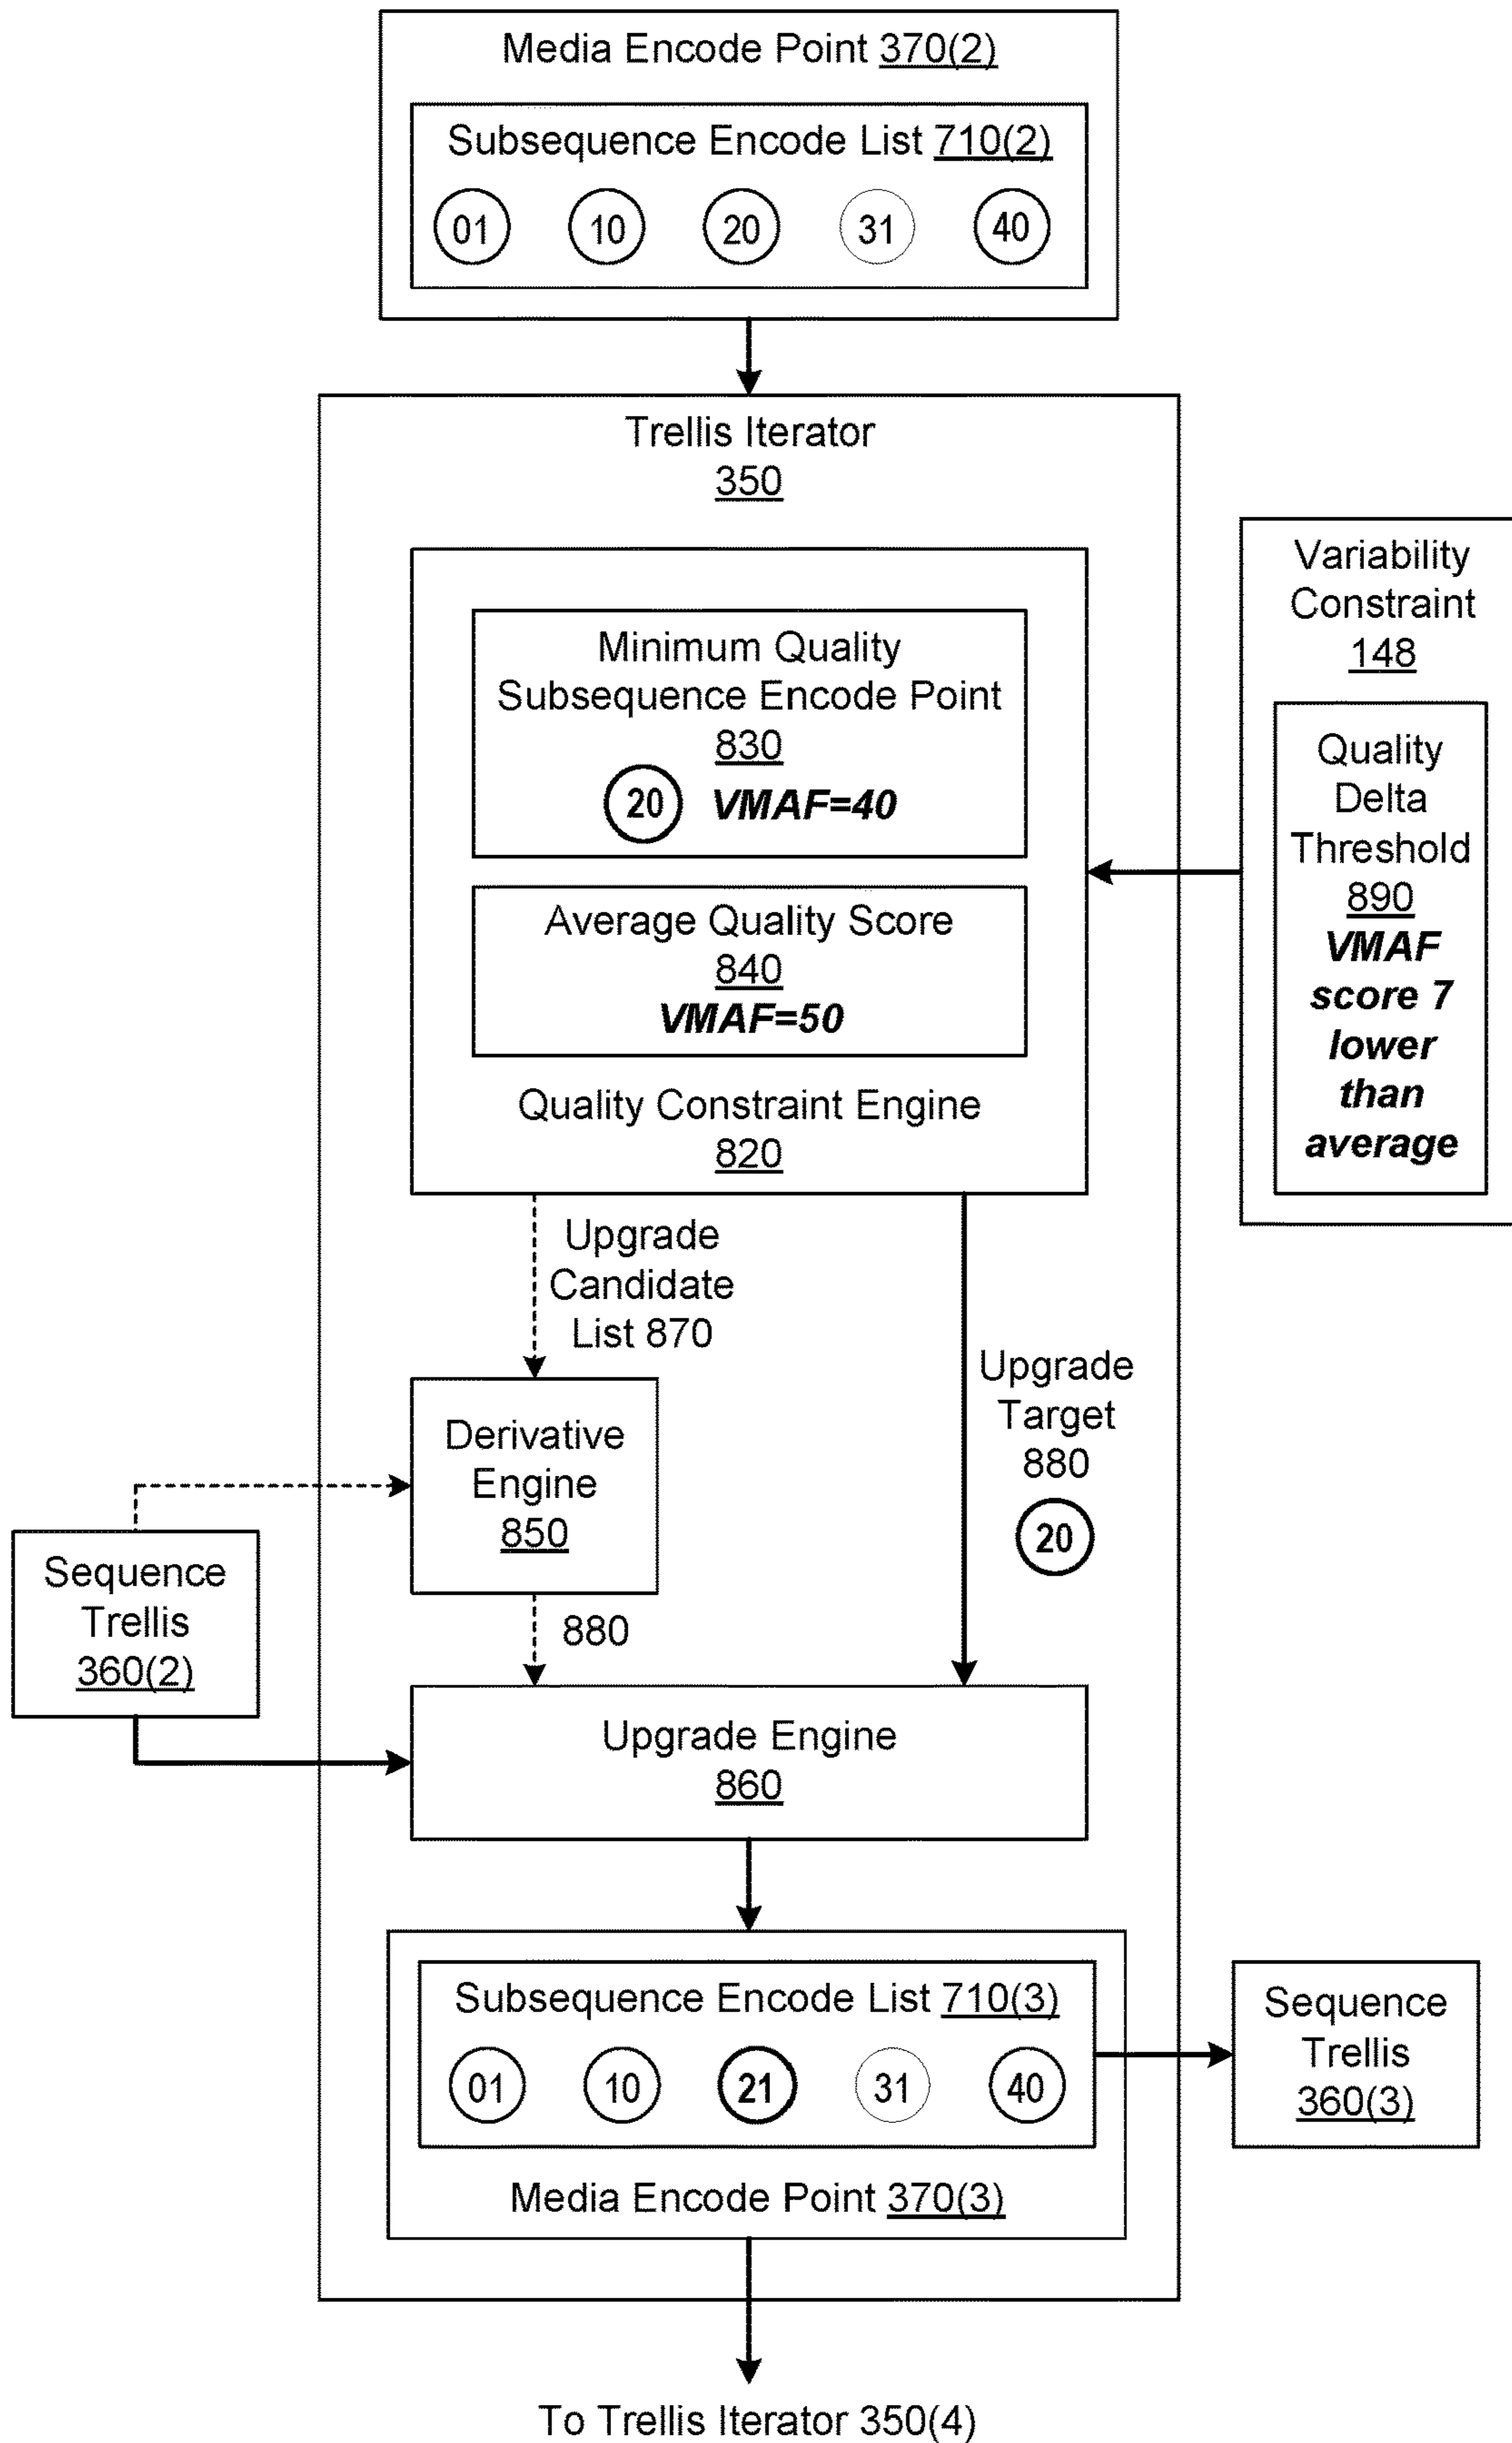 Media Encode Point 370(2)
Subsequence Encode List 710(2)
01 10 20 31 40
Trellis Iterator
350
Minimum Quality
Subsequence Encode Point
830
20 VMAF=40
Average Quality Score
840
VMAF=50
Quality Constraint Engine
820
Variability
Constraint
148
Quality
Delta
Threshold
890
VMAF
score 7
lower
than
average
Upgrade
Candidate
List 870
Upgrade
Target
880
20
Derivative
Engine
850
880
Sequence
Trellis
360(2)
Upgrade Engine
860
Subsequence Encode List 710(3)
01 10 21 31 40
Media Encode Point 370(3)
Sequence
Trellis
360(3)
To Trellis Iterator 350(4)